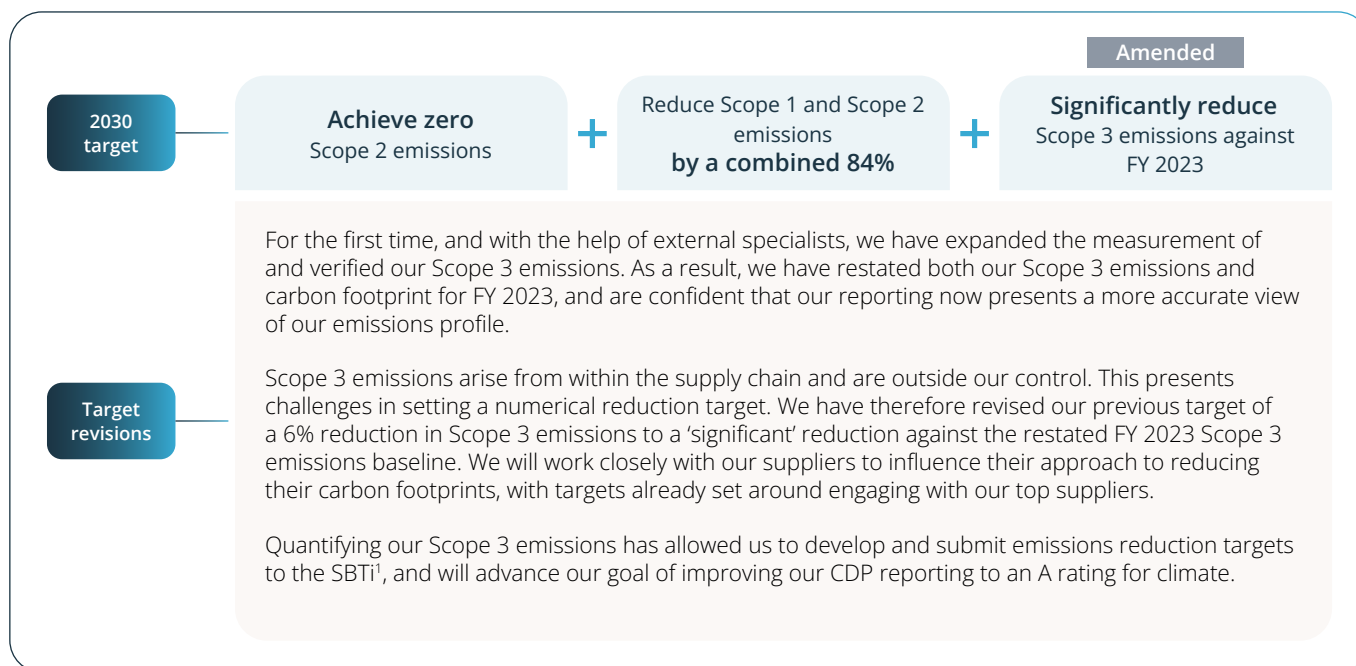 Amended
2030
target
Achieve zero
Scope 2 emissions
+
Reduce Scope 1 and Scope 2
emissions
by a combined 84%
+
Significantly reduce
Scope 3 emissions against
FY 2023
For the first time, and with the help of external specialists, we have expanded the measurement of
and verified our Scope 3 emissions. As a result, we have restated both our Scope 3 emissions and
carbon footprint for FY 2023, and are confident that our reporting now presents a more accurate view
of our emissions profile.
Target
revisions
Scope 3 emissions arise from within the supply chain and are outside our control. This presents
challenges in setting a numerical reduction target. We have therefore revised our previous target of
a 6% reduction in Scope 3 emissions to a ‘significant’ reduction against the restated FY 2023 Scope 3
emissions baseline. We will work closely with our suppliers to influence their approach to reducing
their carbon footprints, with targets already set around engaging with our top suppliers.
Quantifying our Scope 3 emissions has allowed us to develop and submit emissions reduction targets
to the SBTi¹, and will advance our goal of improving our CDP reporting to an A rating for climate.